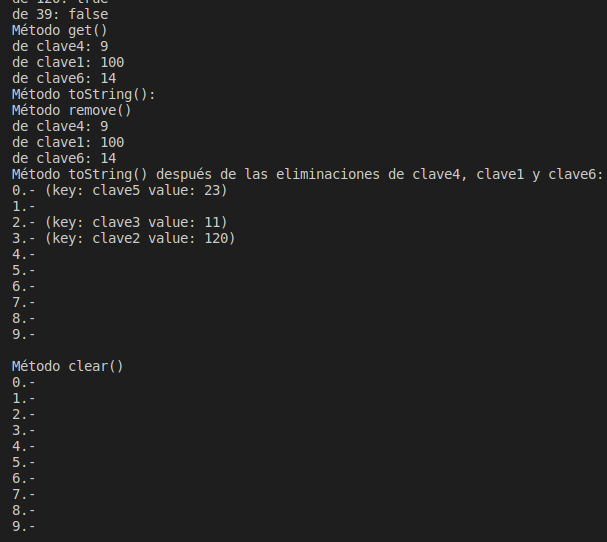 de 120: true
de 39: false
Método get()
de clave4: 9
de clave1: 100
de clave6: 14
Método toString():
Método remove()
de clave4: 9
de clave1: 100
de clave6: 14
Método toString() después de las eliminaciones de clave4, clave1 y clave6:
0.- (key: clave5 value: 23)
1.-
2.- (key: clave3 value: 11)
3.- (key: clave2 value: 120)
4.-
5.-
6.-
7.-
8.-
9.-
Método clear()
0.-
1.-
2.-
3.-
4.-
5.-
6.-
7.-
8.-
9.-